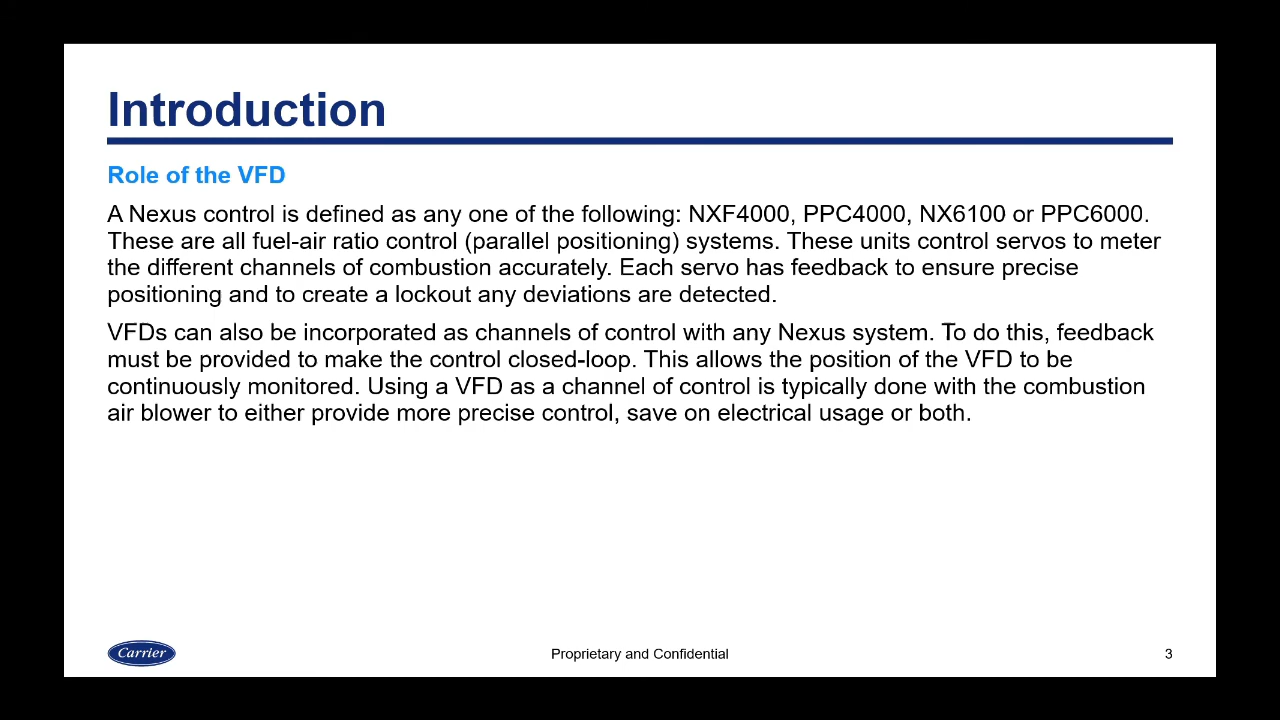 Introduction
Role of the VFD
A Nexus control is defined as any one of the following: NXF4000, PPC4000, NX6100 or PPC6000.
These are all fuel-air ratio control (parallel positioning) systems. These units control servos to meter
the different channels of combustion accurately. Each servo has feedback to ensure precise
positioning and to create a lockout any deviations are detected.
VFDs can also be incorporated as channels of control with any Nexus system. To do this, feedback
must be provided to make the control closed-loop. This allows the position of the VFD to be
continuously monitored. Using a VFD as a channel of control is typically done with the combustion
air blower to either provide more precise control, save on electrical usage or both.
Carrier
Proprietary and Confidential
3